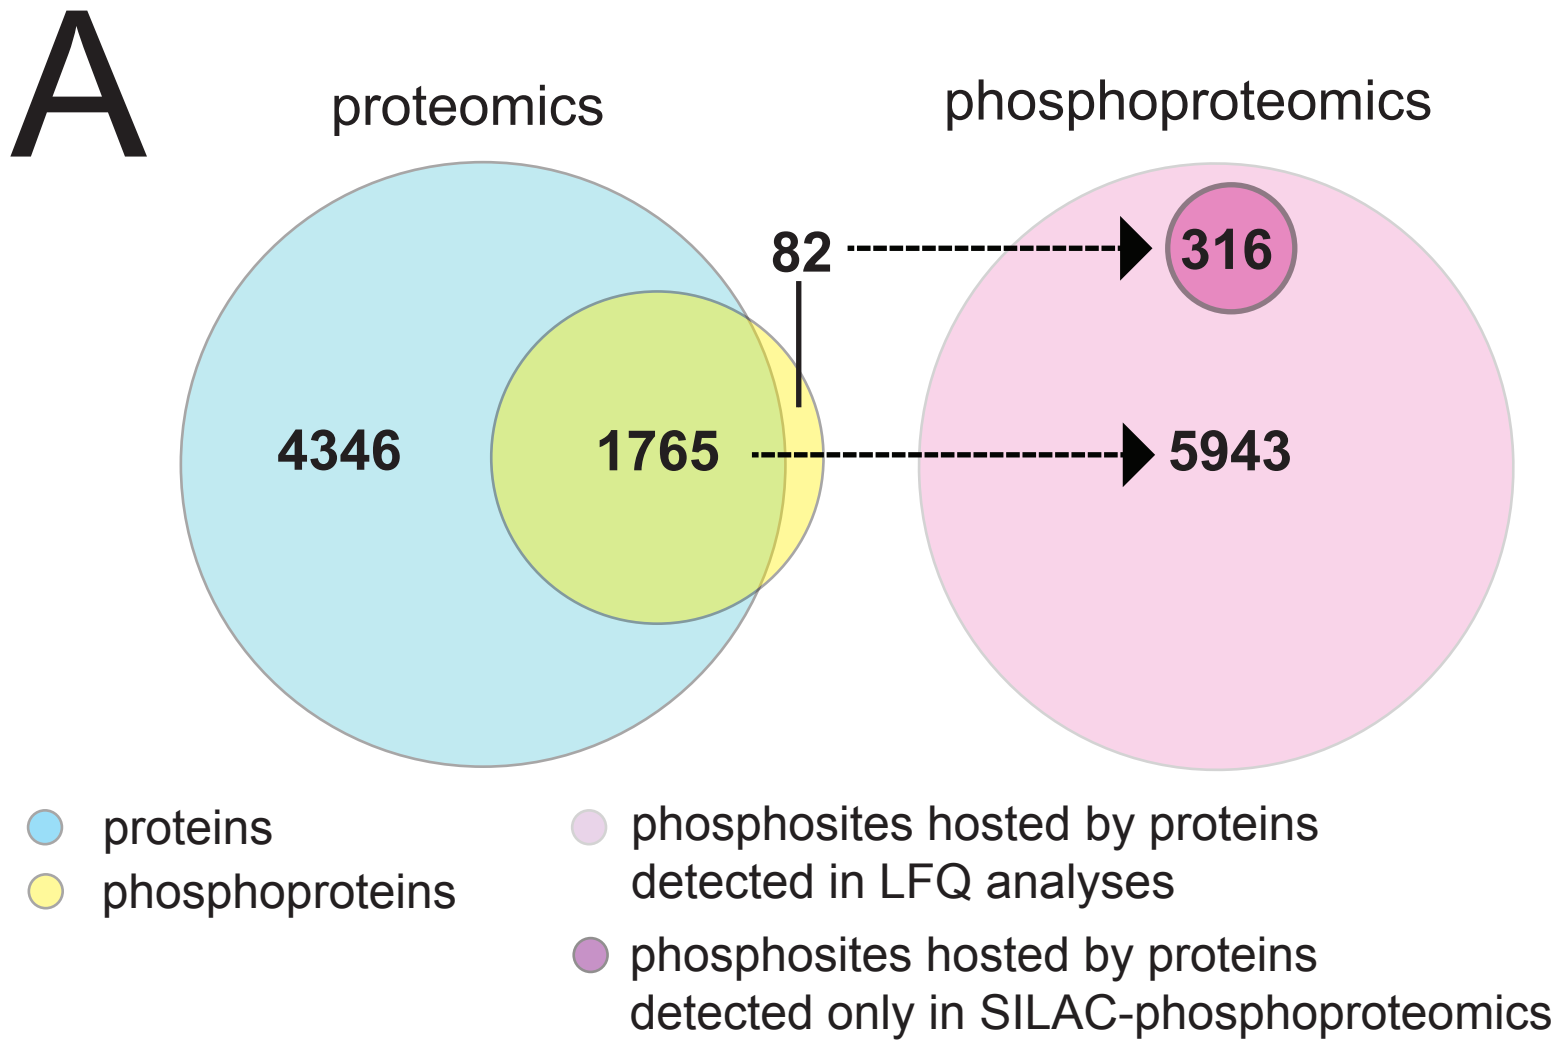 A
proteomics
phosphoproteomics
82
316
4346
1765
5943
proteins
phosphoproteins
phosphosites hosted by proteins
detected in LFQ analyses
phosphosites hosted by proteins
detected only in SILAC-phosphoproteomics